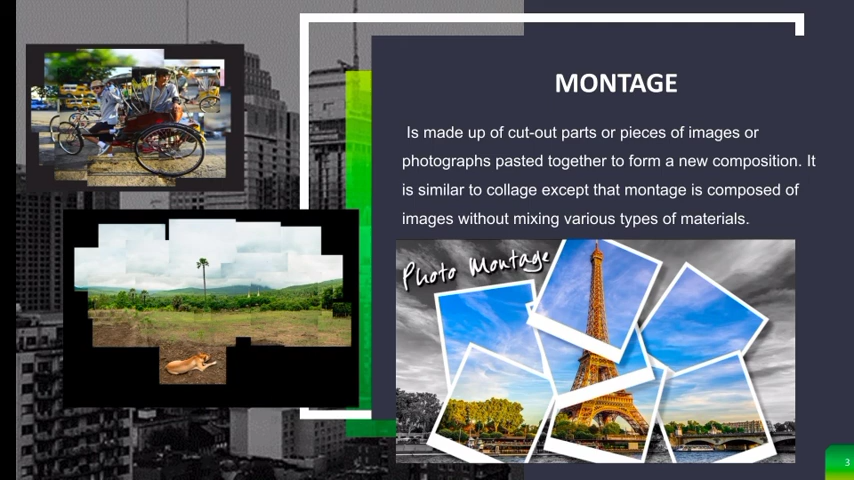 MONTAGE
Is made up of cut-out parts or pieces of images or
photographs pasted together to form a new composition. It
is similar to collage except that montage is composed of
images without mixing various types of materials.
Photo Montage
3